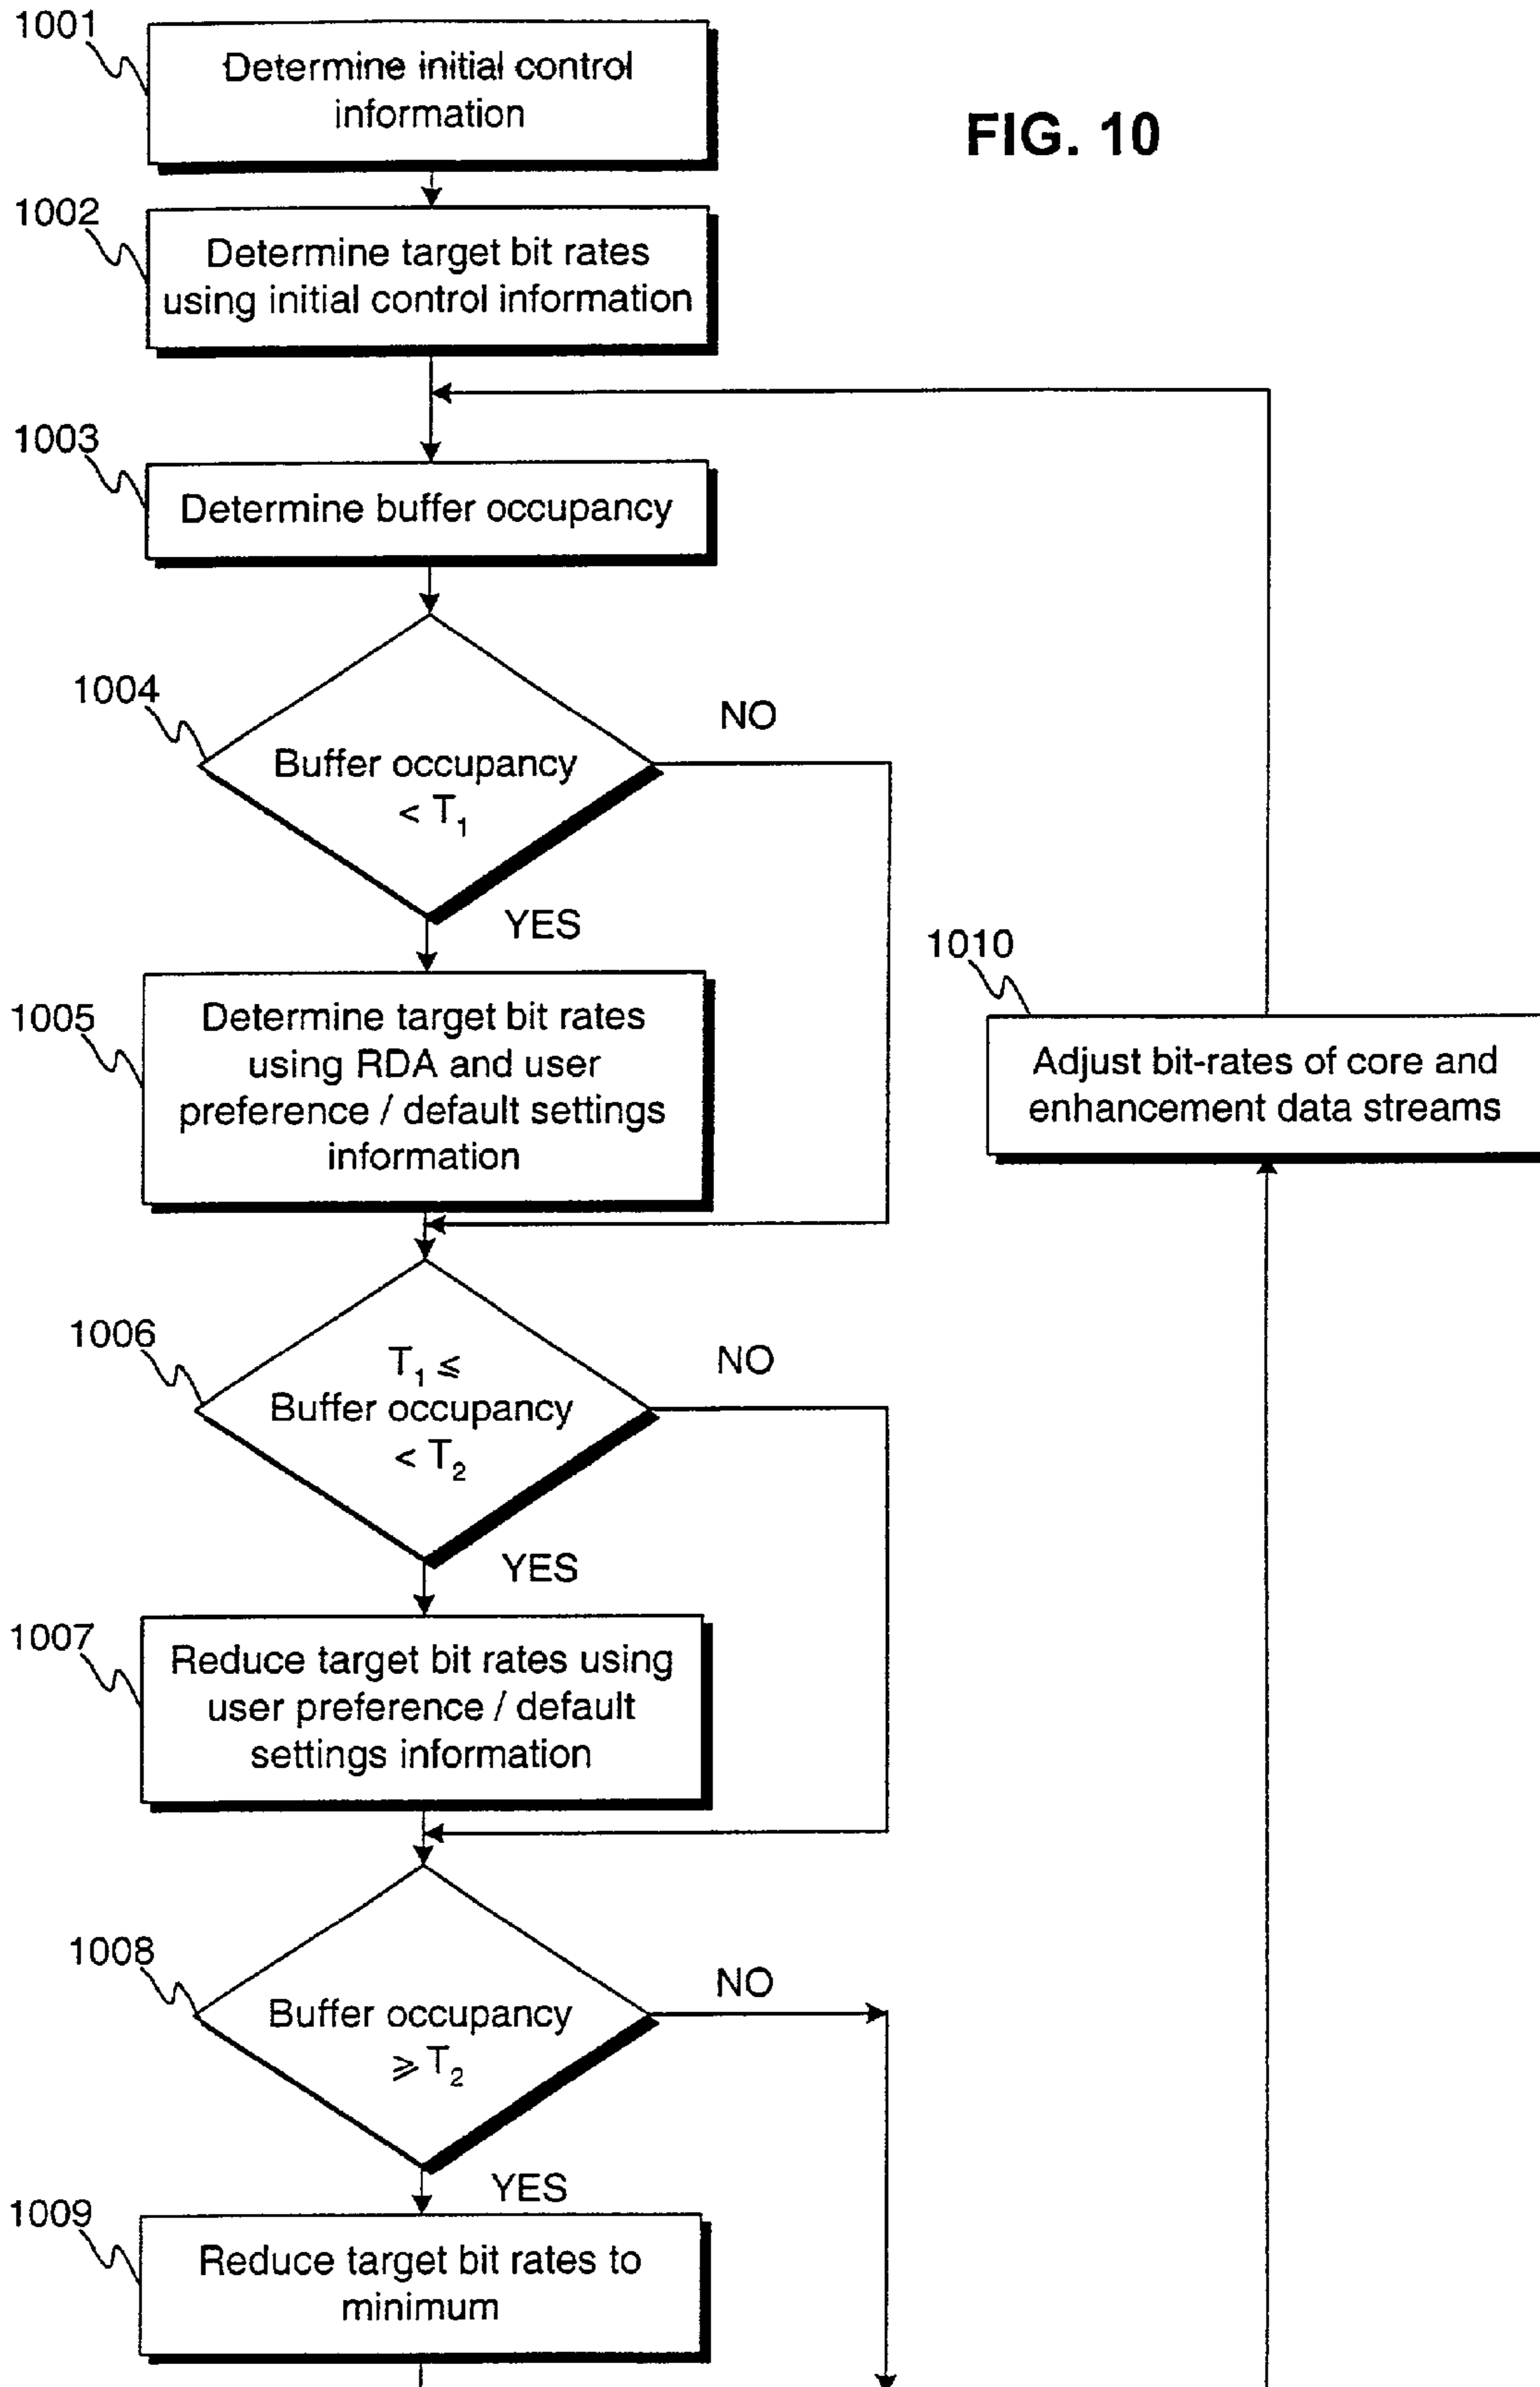 1001
Determine initial control
information
FIG. 10
1002
Determine target bit rates
using initial control information
1003
Determine buffer occupancy
1004
Buffer occupancy
< T1
NO
YES
1005
Determine target bit rates
using RDA and user
preference / default settings
information
1010
Adjust bit-rates of core and
enhancement data streams
1006
T1 ⩽
Buffer occupancy
< T2
NO
YES
1007
Reduce target bit rates using
user preference / default
settings information
1008
Buffer occupancy
⩾ T2
NO
YES
1009
Reduce target bit rates to
minimum